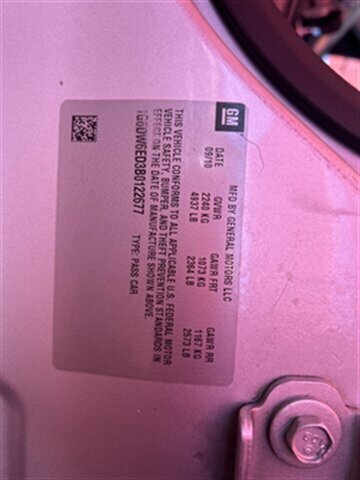 GM
MFD BY GENERAL MOTORS LLC
DATE GVWR GAWR FRT GAWR RR
09/10 2240 KG 1073 KG 1167 KG
4937 LB 2364 LB 2573 LB
THIS VEHICLE CONFORMS TO ALL APPLICABLE U.S. FEDERAL MOTOR
VEHICLE SAFETY, BUMPER, AND THEFT PREVENTION STANDARDS IN
EFFECT ON THE DATE OF MANUFACTURE SHOWN ABOVE.
1G6DW6ED3B0122677 TYPE: PASS CAR